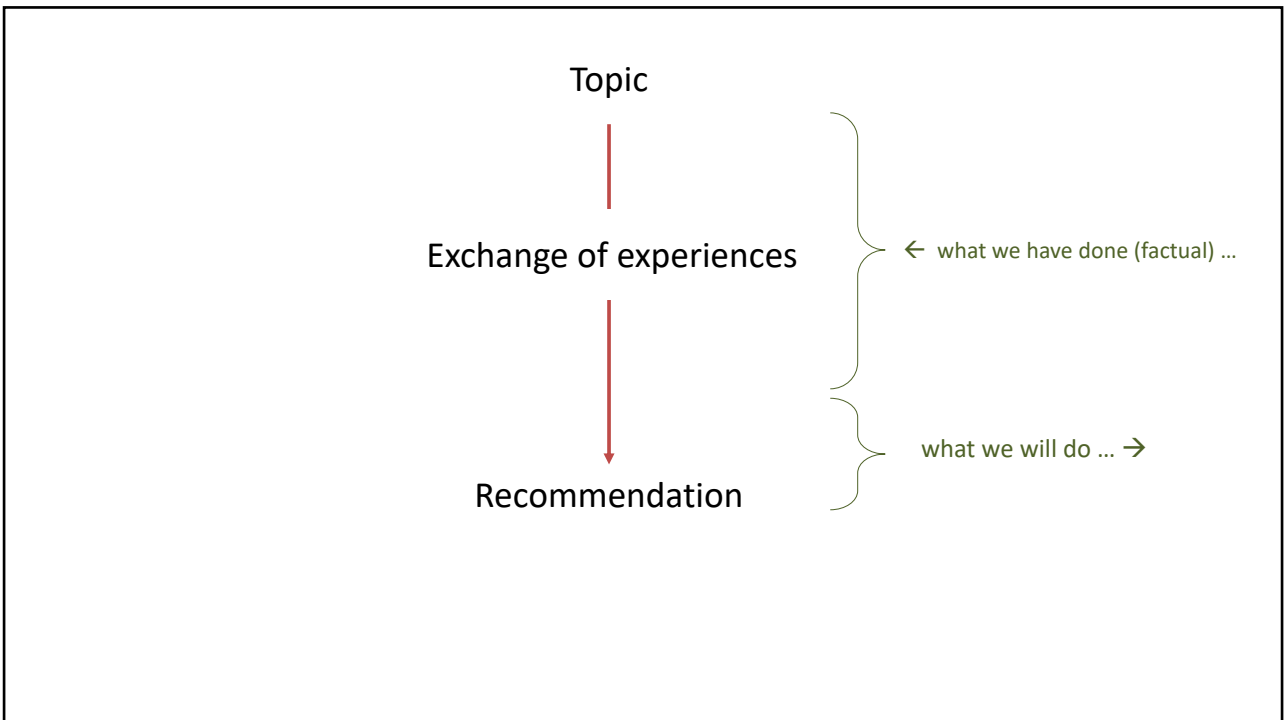 Topic
Exchange of experiences
← what we have done (factual) …
what we will do … →
Recommendation